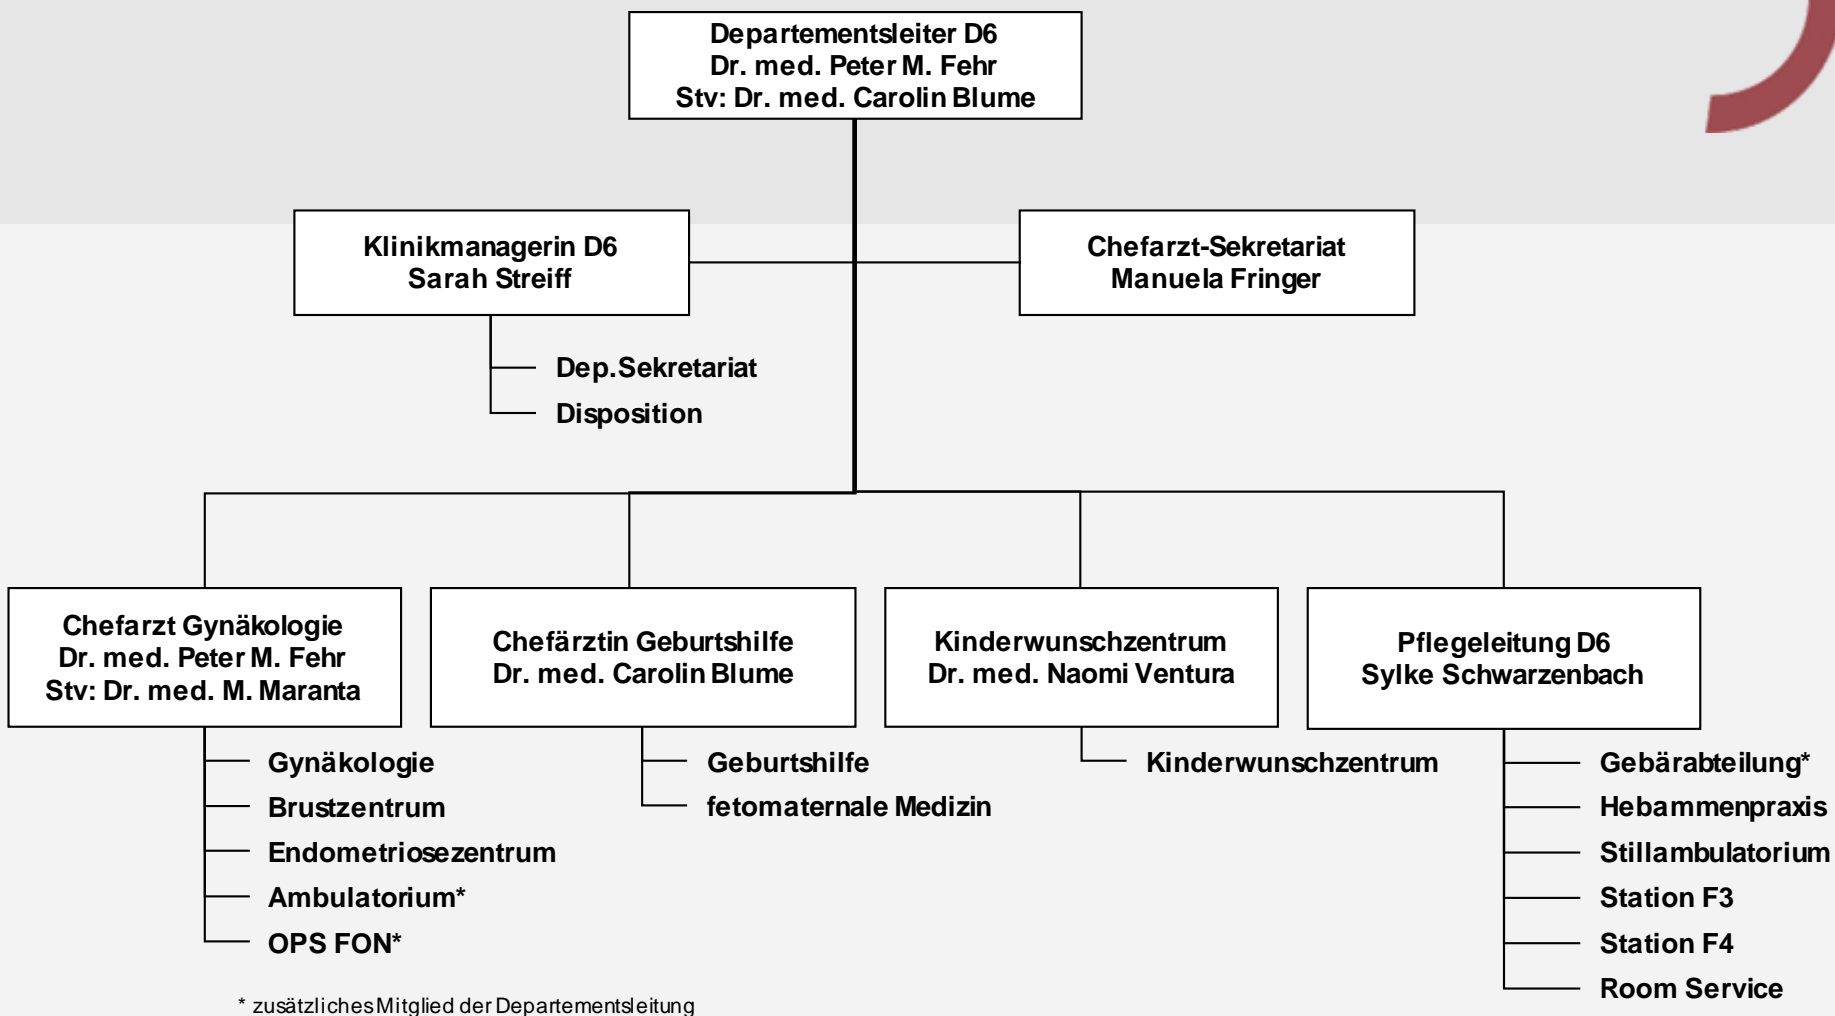 Departementsleiter D6
Dr. med. Peter M. Fehr
Stv: Dr. med. Carolin Blume
Klinikmanagerin D6
Sarah Streiff
Chefarzt-Sekretariat
Manuela Fringer
Dep.Sekretariat
Disposition
Chefarzt Gynäkologie
Dr. med. Peter M. Fehr
Stv: Dr. med. M. Maranta
Chefärztin Geburtshilfe
Dr. med. Carolin Blume
Kinderwunschzentrum
Dr. med. Naomi Ventura
Pflegeleitung D6
Sylke Schwarzenbach
Gynäkologie
Brustzentrum
Endometriosezentrum
Ambulatorium*
OPS FON*
Geburtshilfe
fetomaternale Medizin
Kinderwunschzentrum
Gebärabteilung*
Hebammenpraxis
Stillambulatorium
Station F3
Station F4
Room Service
* zusätzliches Mitglied der Departementsleitung